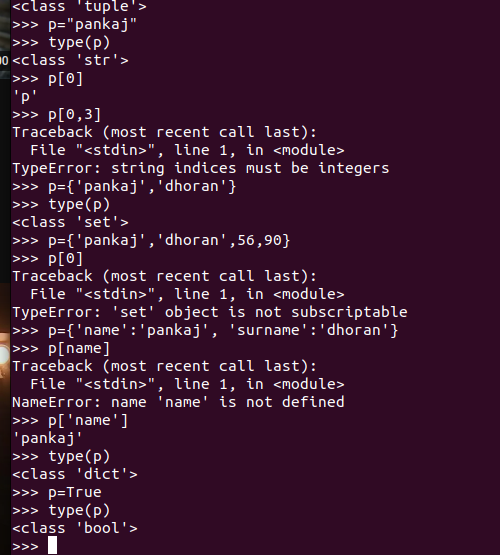 <class 'tuple'>
>>> p="pankaj"
>>> type(p)
<class 'str'>
>>> p[0]
'p'
>>> p[0,3]
Traceback (most recent call last):
  File "<stdin>", line 1, in <module>
TypeError: string indices must be integers
>>> p={'pankaj','dhoran'}
>>> type(p)
<class 'set'>
>>> p={'pankaj','dhoran',56,90}
>>> p[0]
Traceback (most recent call last):
  File "<stdin>", line 1, in <module>
TypeError: 'set' object is not subscriptable
>>> p={'name':'pankaj', 'surname':'dhoran'}
>>> p[name]
Traceback (most recent call last):
  File "<stdin>", line 1, in <module>
NameError: name 'name' is not defined
>>> p['name']
'pankaj'
>>> type(p)
<class 'dict'>
>>> p=True
>>> type(p)
<class 'bool'>
>>>